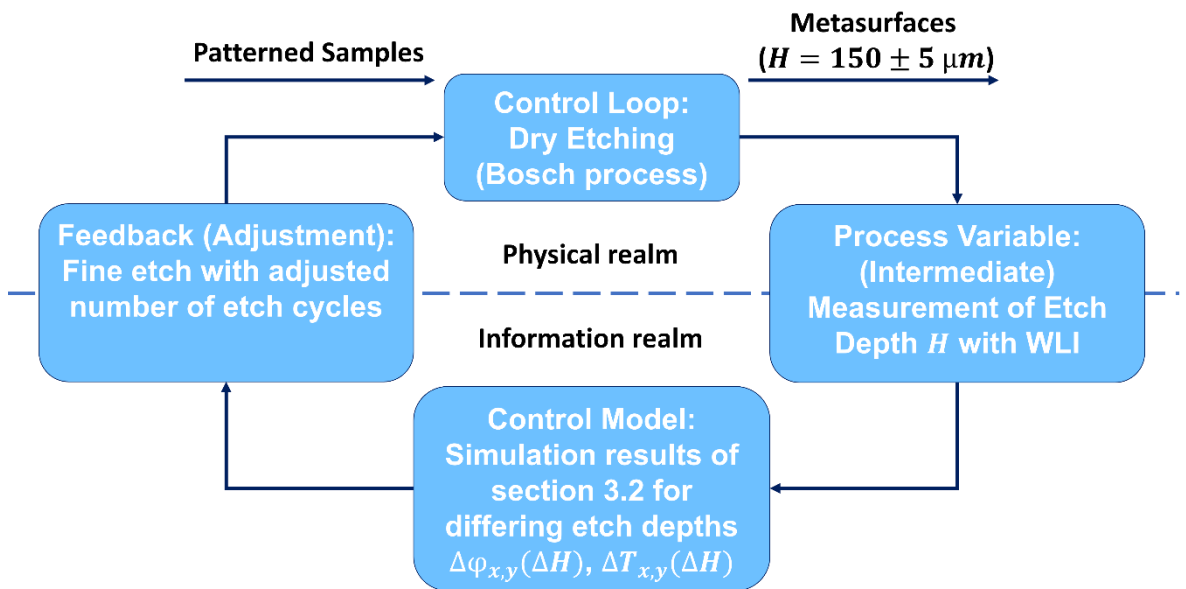 Patterned Samples
Metasurfaces
(H = 150 ± 5 μm)
Control Loop:
Dry Etching
(Bosch process)
Feedback (Adjustment):
Fine etch with adjusted
number of etch cycles
Physical realm
Process Variable:
(Intermediate)
Measurement of Etch
Depth H with WLI
Information realm
Control Model:
Simulation results of
section 3.2 for
differing etch depths
Δφx,y(ΔH), ΔTx,y(ΔH)